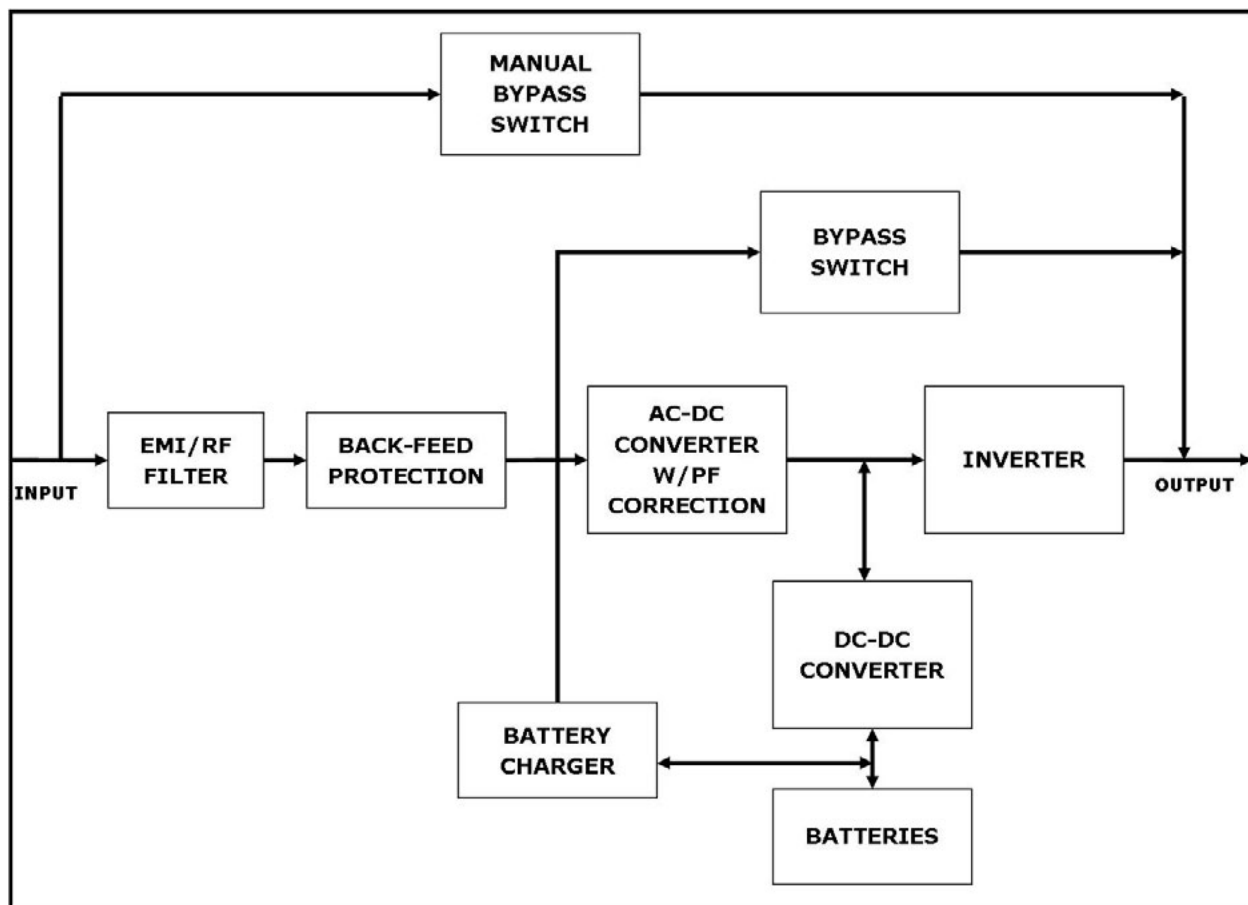 MANUAL
BYPASS
SWITCH
BYPASS
SWITCH
EMI/RF
FILTER
BACK-FEED
PROTECTION
AC-DC
CONVERTER
W/PF
CORRECTION
INVERTER
INPUT
OUTPUT
DC-DC
CONVERTER
BATTERY
CHARGER
BATTERIES